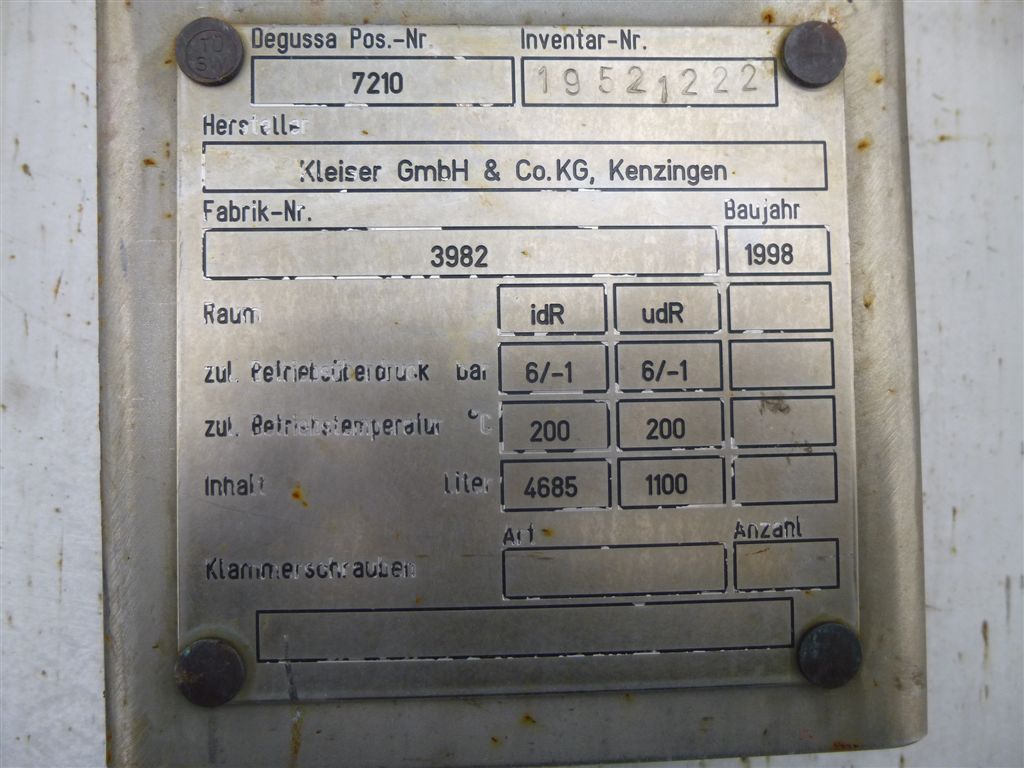 Degussa Pos.-Nr. Inventar-Nr.
7210 19521222
Hersteller
Kleiser GmbH & Co.KG, Kenzingen
Fabrik-Nr. Baujahr
3982 1998
Raum idR udR
zul. Betriebsüberdruck bar 6/-1 6/-1
zul. Betriebstemperatur °C 200 200
Inhalt Liter 4685 1100
Art Anzahl
Klammerschrauben